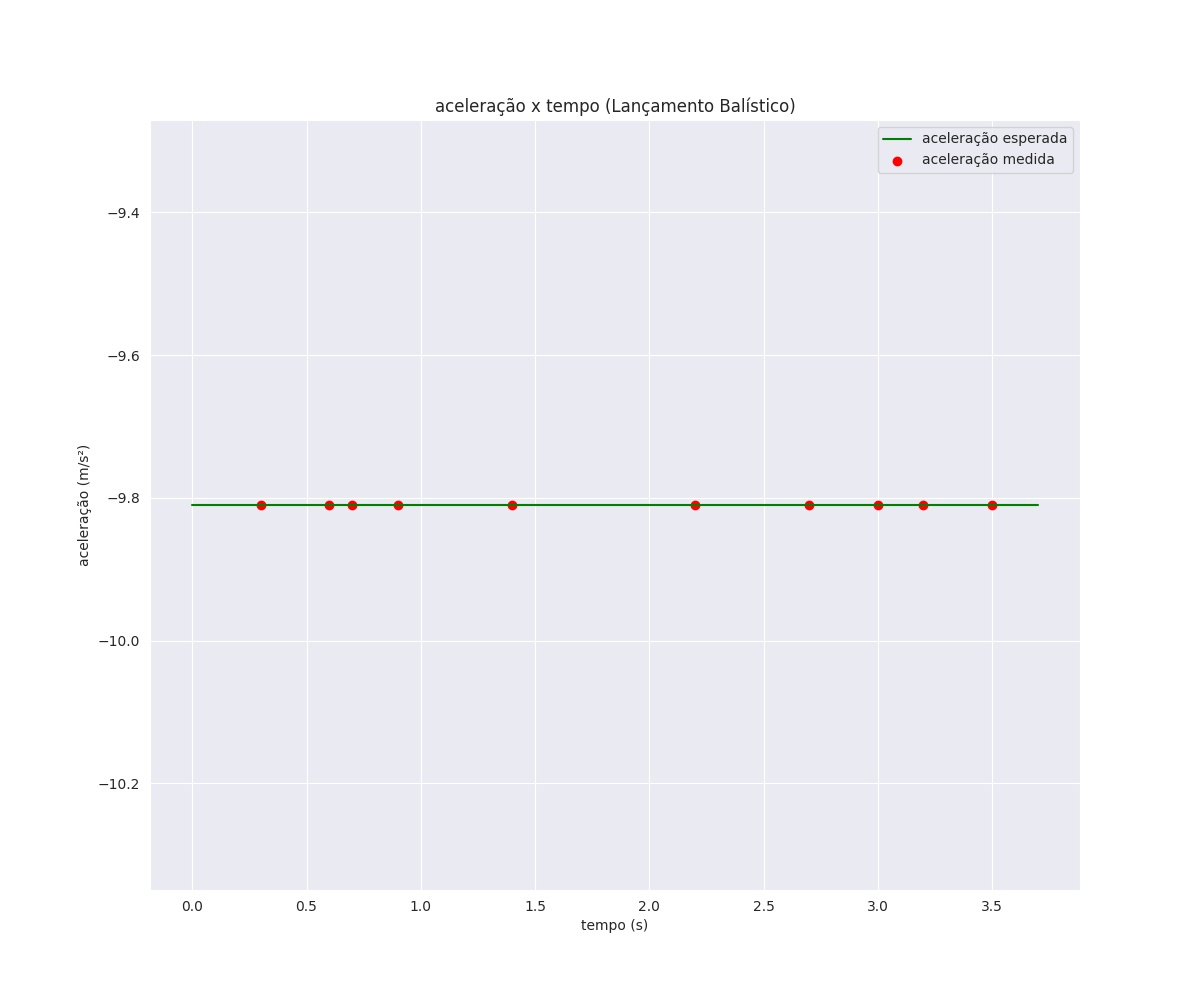 aceleração x tempo (Lançamento Balístico)
aceleração esperada
aceleração medida
−9.4
−9.6
−9.8
−10.0
−10.2
aceleração (m/s²)
0.0 0.5 1.0 1.5 2.0 2.5 3.0 3.5
tempo (s)